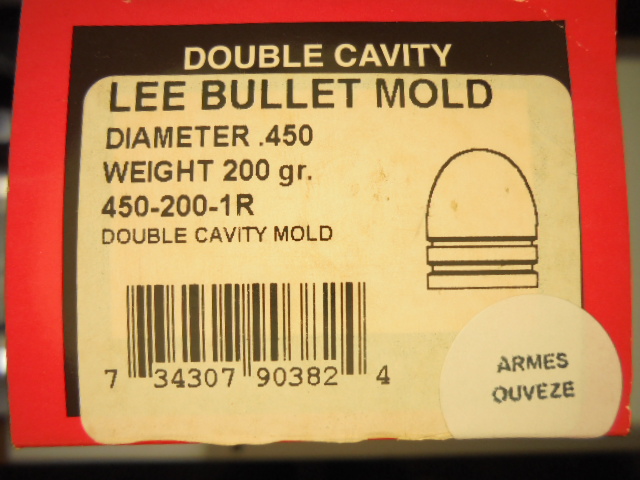 DOUBLE CAVITY
LEE BULLET MOLD
DIAMETER .450
WEIGHT 200 gr.
450-200-1R
DOUBLE CAVITY MOLD
7 34307 90382 4
ARMES
OUVEZE